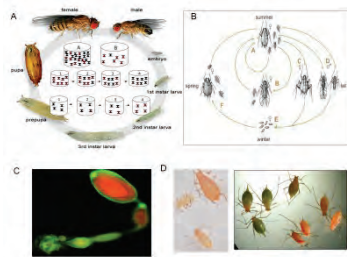 A
female
male
A
B
embryo
pupa
1st instar larva
prepupa
2nd instar larva
3rd instar larva
B
summer
A
B
C
D
spring
fall
F
E
winter
C
D